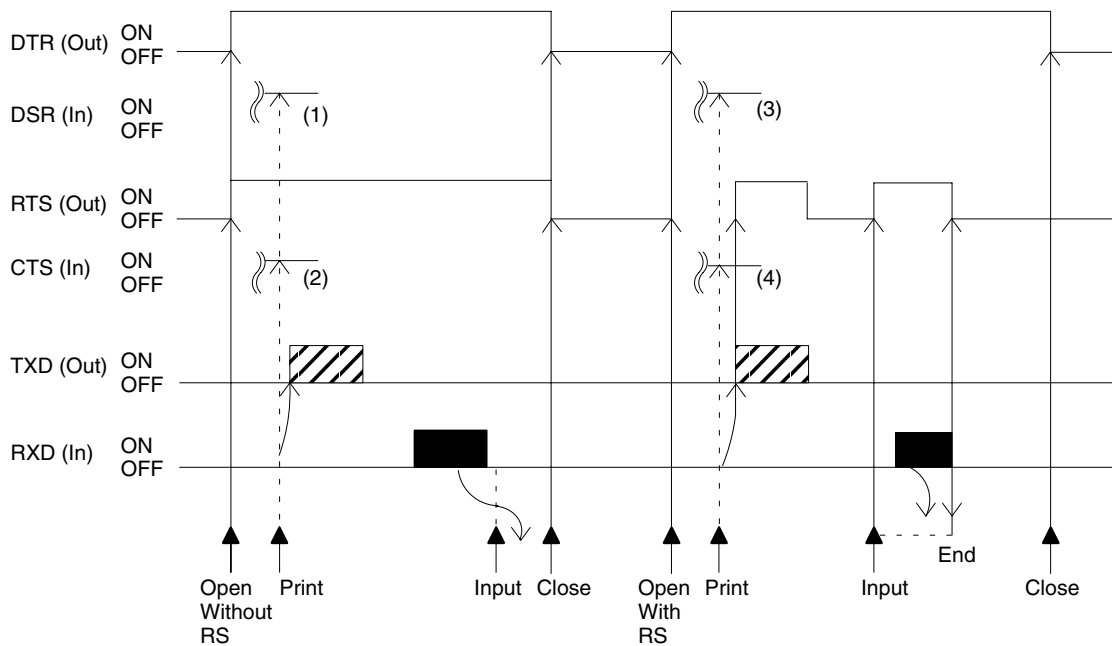 DTR (Out) ON
OFF
DSR (In) ON
OFF
(1) (3)
RTS (Out) ON
OFF
CTS (In) ON
OFF
(2) (4)
TXD (Out) ON
OFF
RXD (In) ON
OFF
End
Open Without RS
Print
Input
Close
Open With RS
Print
Input
Close